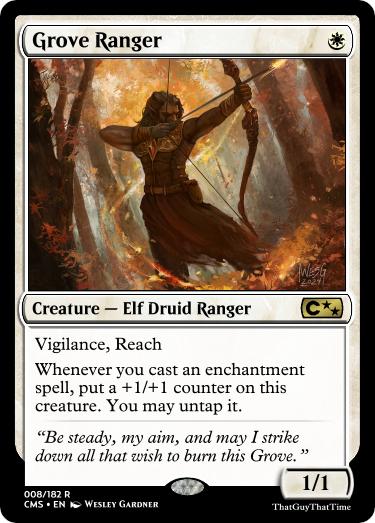 Grove Ranger
WESG
2024
Creature — Elf Druid Ranger
C
Vigilance, Reach
Whenever you cast an enchantment
spell, put a +1/+1 counter on this
creature. You may untap it.
“Be steady, my aim, and may I strike
down all that wish to burn this Grove.”
1/1
008/182 R
CMS • EN Wesley Gardner
ThatGuyThatTime